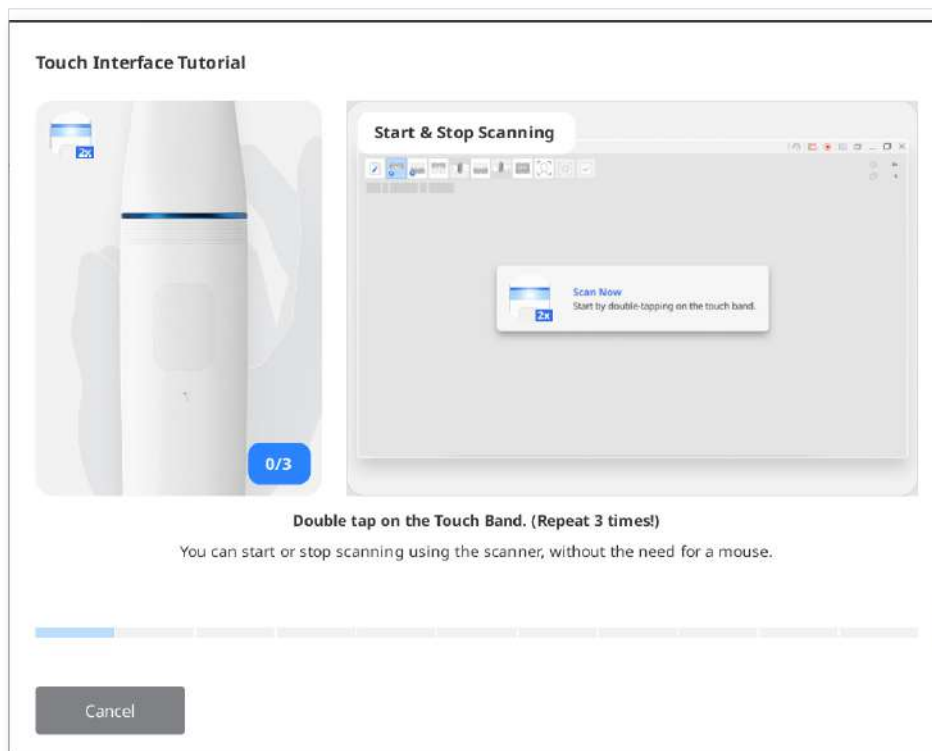 Touch Interface Tutorial
2x
0/3
Start & Stop Scanning
Scan Now
Start by double-tapping on the touch band.
2x
Double tap on the Touch Band. (Repeat 3 times!)
You can start or stop scanning using the scanner, without the need for a mouse.
Cancel